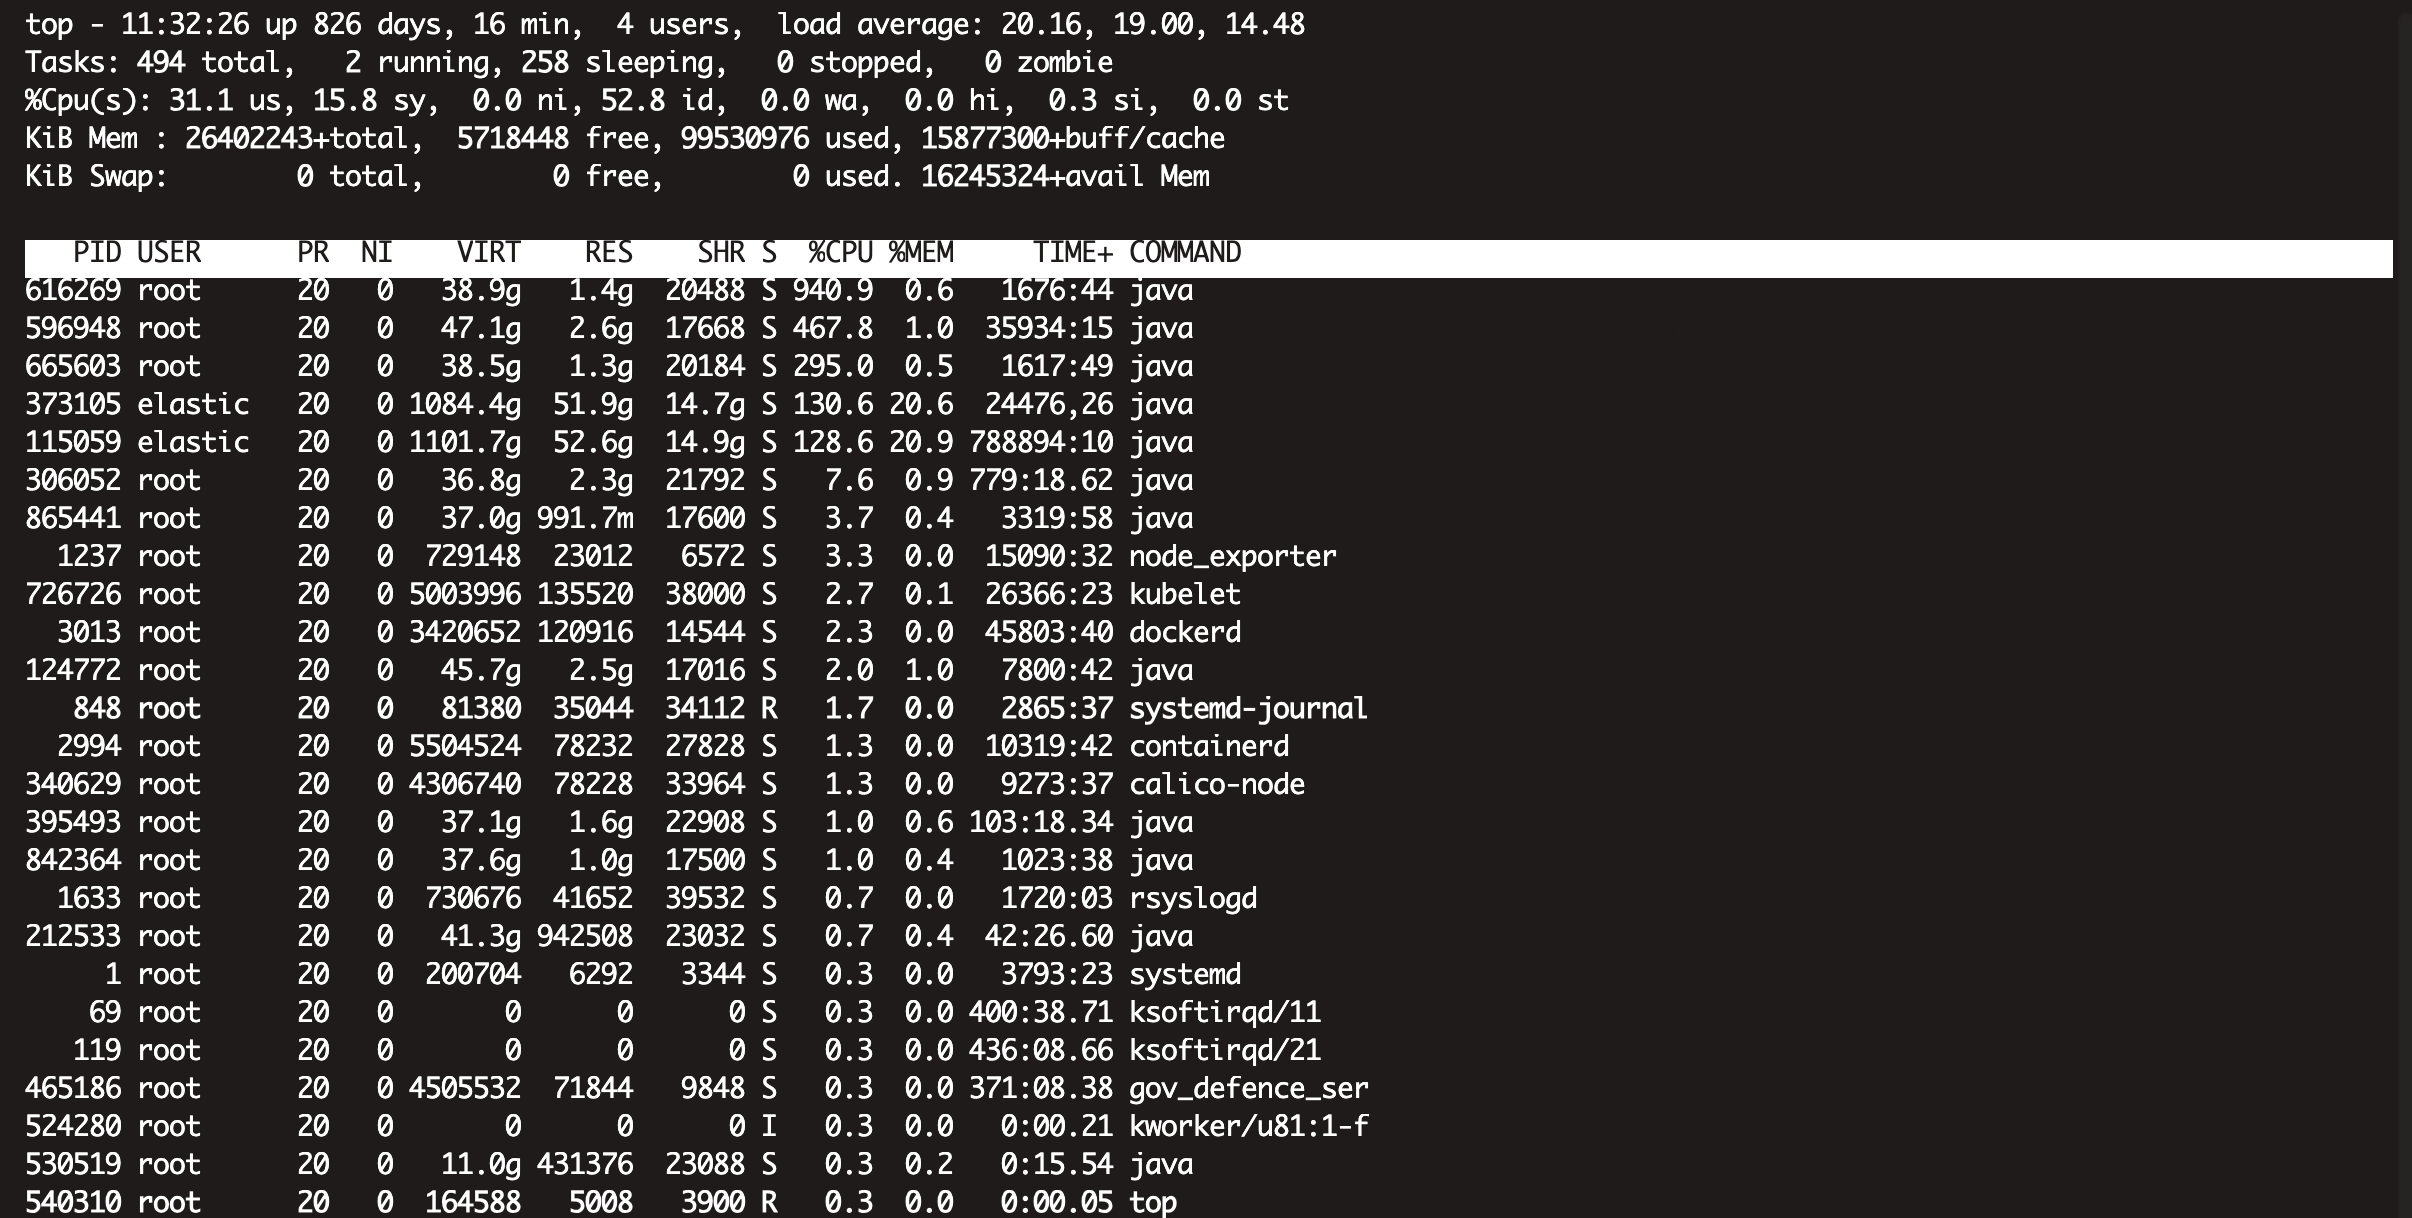 top - 11:32:26 up 826 days, 16 min,  4 users,  load average: 20.16, 19.00, 14.48
Tasks: 494 total,   2 running, 258 sleeping,   0 stopped,   0 zombie
%Cpu(s): 31.1 us, 15.8 sy,  0.0 ni, 52.8 id,  0.0 wa,  0.0 hi,  0.3 si,  0.0 st
KiB Mem : 26402243+total,  5718448 free, 99530976 used, 15877300+buff/cache
KiB Swap:        0 total,        0 free,        0 used. 16245324+avail Mem
   PID USER      PR  NI    VIRT    RES    SHR S  %CPU %MEM     TIME+ COMMAND
616269 root      20   0   38.9g   1.4g  20488 S 940.9  0.6   1676:44 java
596948 root      20   0   47.1g   2.6g  17668 S 467.8  1.0  35934:15 java
665603 root      20   0   38.5g   1.3g  20184 S 295.0  0.5   1617:49 java
373105 elastic   20   0 1084.4g  51.9g  14.7g S 130.6 20.6  24476,26 java
115059 elastic   20   0 1101.7g  52.6g  14.9g S 128.6 20.9 788894:10 java
306052 root      20   0   36.8g   2.3g  21792 S   7.6  0.9 779:18.62 java
865441 root      20   0   37.0g 991.7m  17600 S   3.7  0.4   3319:58 java
  1237 root      20   0  729148  23012   6572 S   3.3  0.0  15090:32 node_exporter
726726 root      20   0 5003996 135520  38000 S   2.7  0.1  26366:23 kubelet
  3013 root      20   0 3420652 120916  14544 S   2.3  0.0  45803:40 dockerd
124772 root      20   0   45.7g   2.5g  17016 S   2.0  1.0   7800:42 java
   848 root      20   0   81380  35044  34112 R   1.7  0.0   2865:37 systemd-journal
  2994 root      20   0 5504524  78232  27828 S   1.3  0.0  10319:42 containerd
340629 root      20   0 4306740  78228  33964 S   1.3  0.0   9273:37 calico-node
395493 root      20   0   37.1g   1.6g  22908 S   1.0  0.6 103:18.34 java
842364 root      20   0   37.6g   1.0g  17500 S   1.0  0.4   1023:38 java
  1633 root      20   0  730676  41652  39532 S   0.7  0.0   1720:03 rsyslogd
212533 root      20   0   41.3g 942508  23032 S   0.7  0.4  42:26.60 java
     1 root      20   0  200704   6292   3344 S   0.3  0.0   3793:23 systemd
    69 root      20   0       0      0      0 S   0.3  0.0 400:38.71 ksoftirqd/11
   119 root      20   0       0      0      0 S   0.3  0.0 436:08.66 ksoftirqd/21
465186 root      20   0 4505532  71844   9848 S   0.3  0.0 371:08.38 gov_defence_ser
524280 root      20   0       0      0      0 I   0.3  0.0   0:00.21 kworker/u81:1-f
530519 root      20   0   11.0g 431376  23088 S   0.3  0.2   0:15.54 java
540310 root      20   0  164588   5008   3900 R   0.3  0.0   0:00.05 top